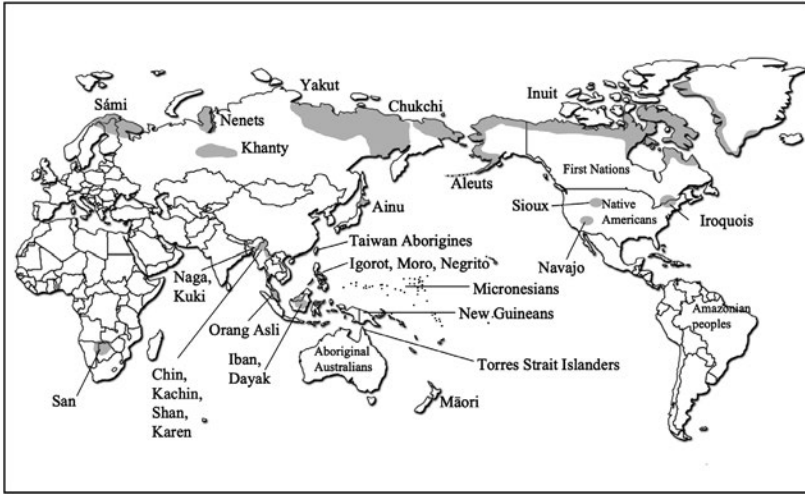 Yakut
Inuit
Sámi
Chukchi
Nenets
Khanty
First Nations
Aleuts
Sioux
Native
Americans
Ainu
Iroquois
Taiwan Aborigines
Navajo
Igorot, Moro, Negrito
Naga,
Kuki
Micronesians
New Guineans
Amazonian
peoples
Orang Asli
Iban,
Dayak
Aboriginal
Australians
Torres Strait Islanders
San
Chin,
Kachin,
Shan,
Karen
Māori